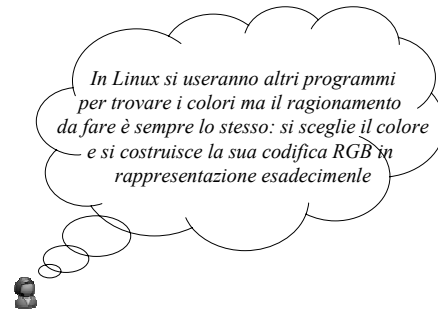 In Linux si useranno altri programmi
per trovare i colori ma il ragionamento
da fare è sempre lo stesso: si sceglie il colore
e si costruisce la sua codifica RGB in
rappresentazione esadecimenle